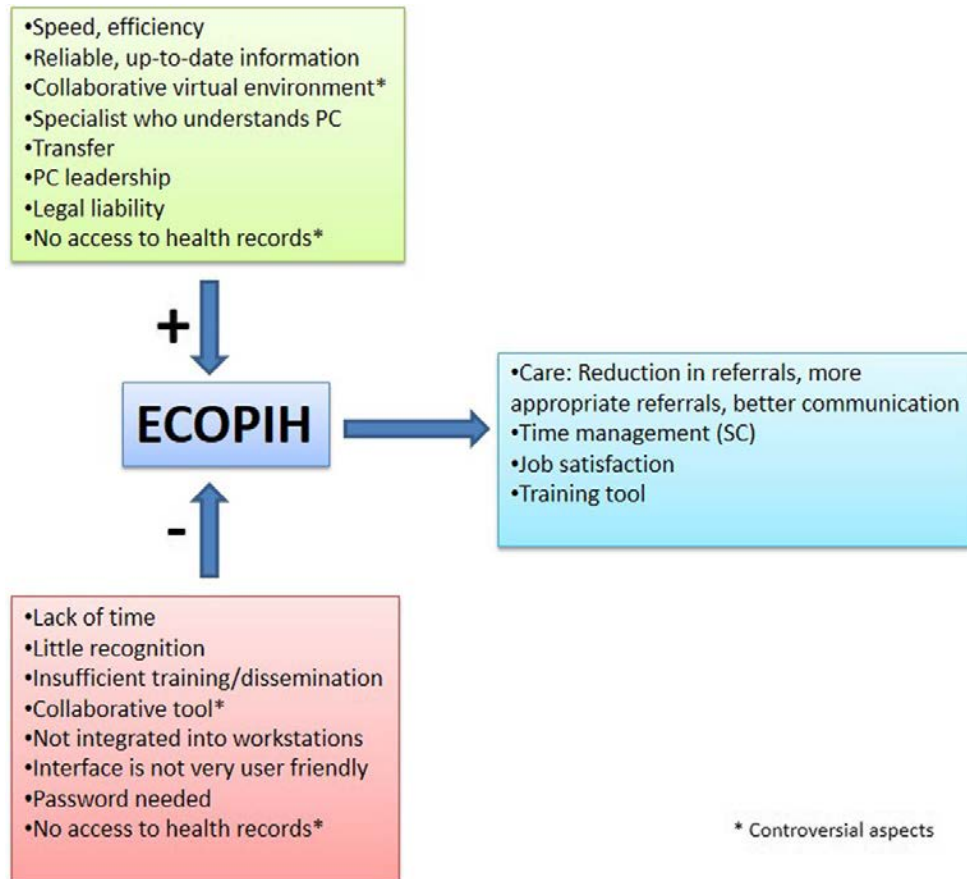 •Speed, efficiency
•Reliable, up-to-date information
•Collaborative virtual environment*
•Specialist who understands PC
•Transfer
•PC leadership
•Legal liability
•No access to health records*
+
ECOPIH
•Care: Reduction in referrals, more
appropriate referrals, better communication
•Time management (SC)
•Job satisfaction
•Training tool
-
•Lack of time
•Little recognition
•Insufficient training/dissemination
•Collaborative tool*
•Not integrated into workstations
•Interface is not very user friendly
•Password needed
•No access to health records*
* Controversial aspects